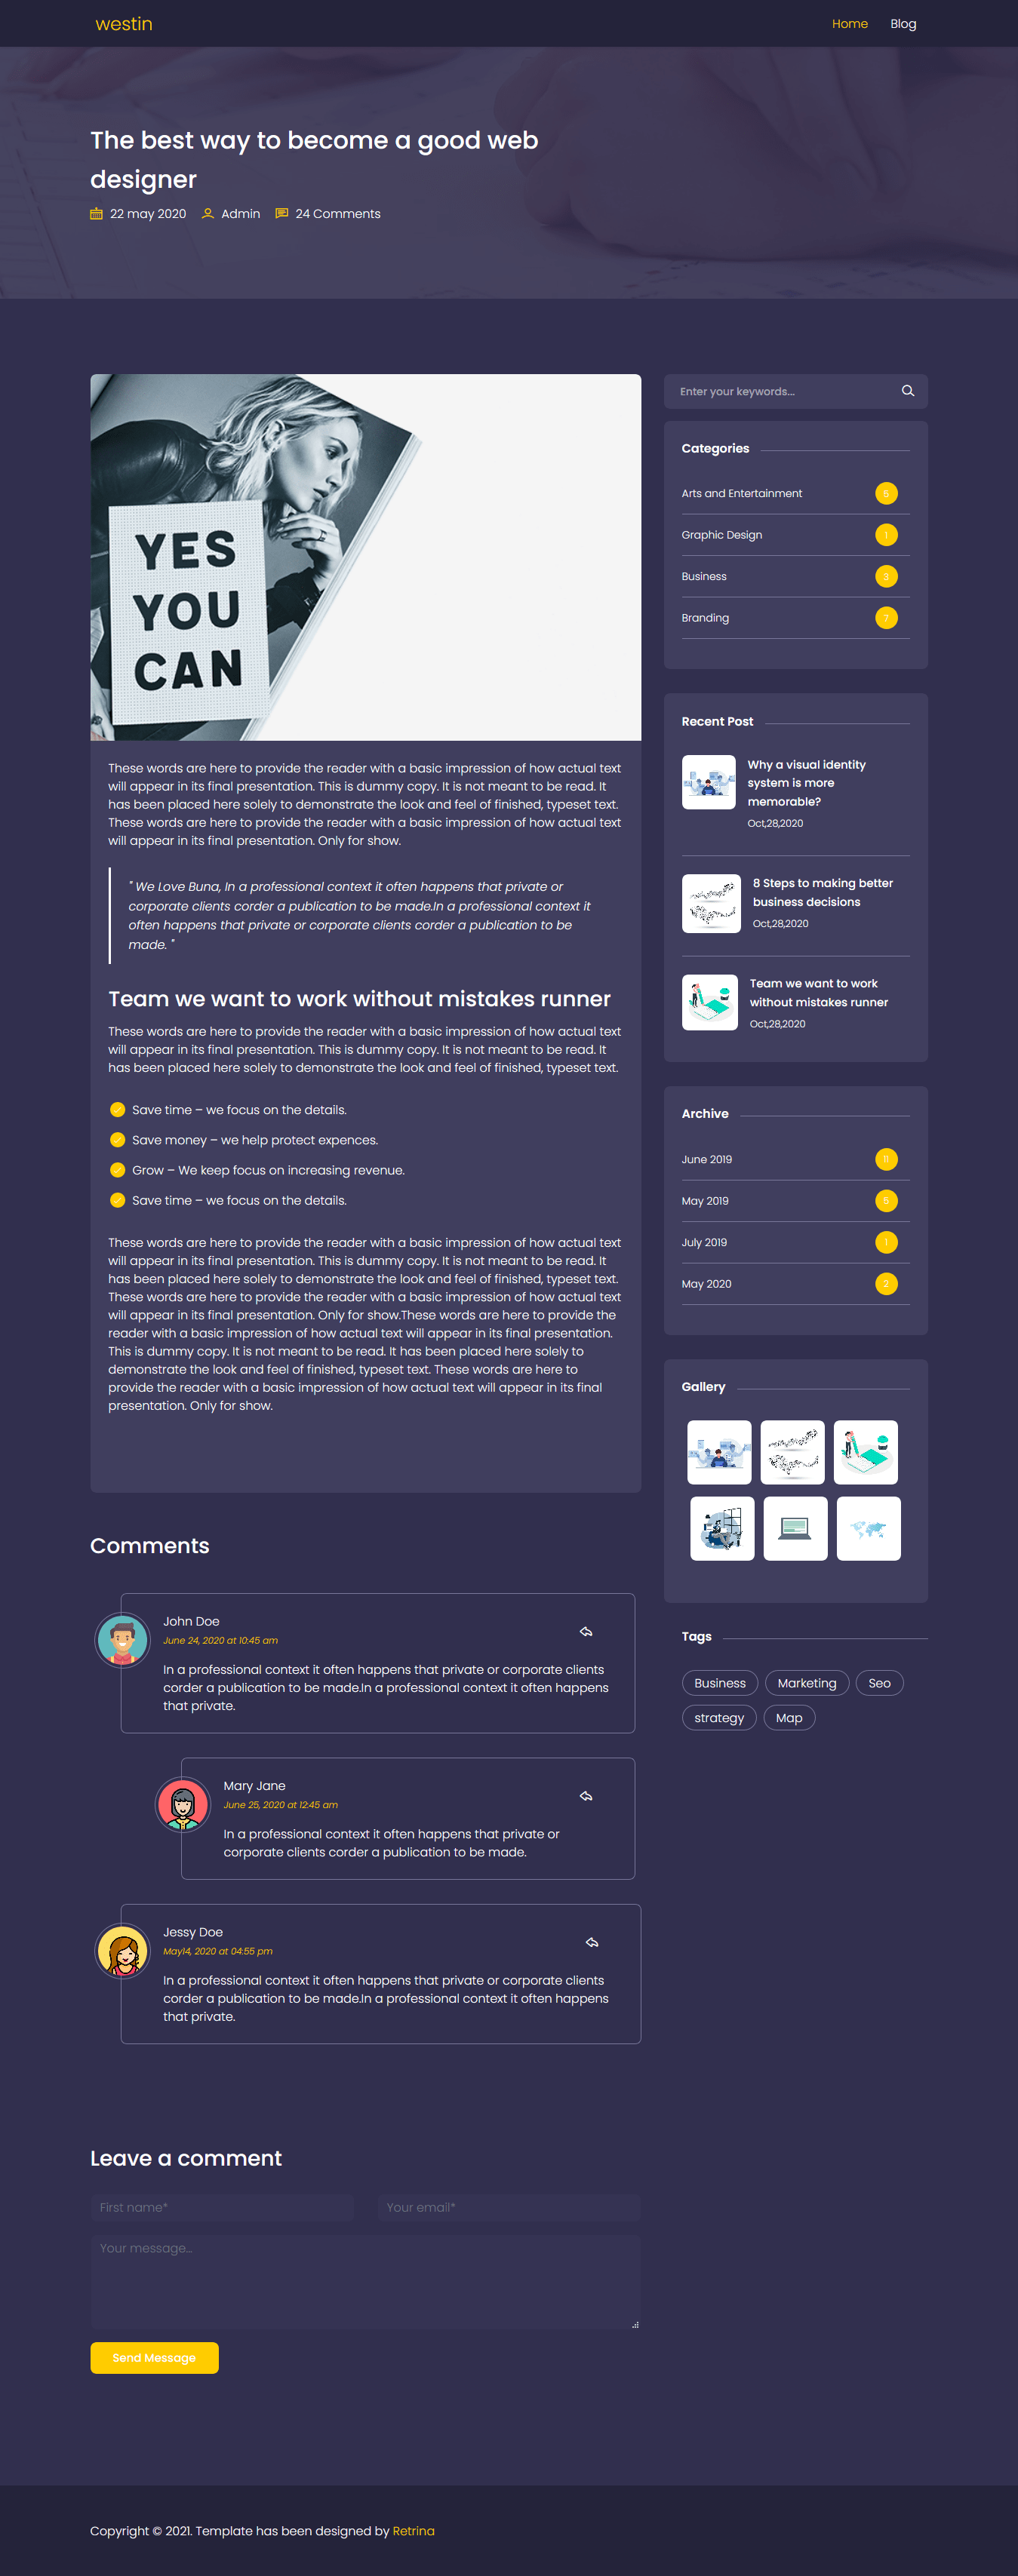 westin
Home Blog
The best way to become a good web
designer
22 may 2020 Admin 24 Comments
YES
YOU
CAN
These words are here to provide the reader with a basic impression of how actual text
will appear in its final presentation. This is dummy copy. It is not meant to be read. It
has been placed here solely to demonstrate the look and feel of finished, typeset text.
These words are here to provide the reader with a basic impression of how actual text
will appear in its final presentation. Only for show.
" We Love Buna, In a professional context it often happens that private or
corporate clients corder a publication to be made.In a professional context it
often happens that private or corporate clients corder a publication to be
made. "
Team we want to work without mistakes runner
These words are here to provide the reader with a basic impression of how actual text
will appear in its final presentation. This is dummy copy. It is not meant to be read. It
has been placed here solely to demonstrate the look and feel of finished, typeset text.
Save time – we focus on the details.
Save money – we help protect expences.
Grow – We keep focus on increasing revenue.
Save time – we focus on the details.
These words are here to provide the reader with a basic impression of how actual text
will appear in its final presentation. This is dummy copy. It is not meant to be read. It
has been placed here solely to demonstrate the look and feel of finished, typeset text.
These words are here to provide the reader with a basic impression of how actual text
will appear in its final presentation. Only for show.These words are here to provide the
reader with a basic impression of how actual text will appear in its final presentation.
This is dummy copy. It is not meant to be read. It has been placed here solely to
demonstrate the look and feel of finished, typeset text. These words are here to
provide the reader with a basic impression of how actual text will appear in its final
presentation. Only for show.
Comments
John Doe
June 24, 2020 at 10:45 am
In a professional context it often happens that private or corporate clients
corder a publication to be made.In a professional context it often happens
that private.
Mary Jane
June 25, 2020 at 12:45 am
In a professional context it often happens that private or
corporate clients corder a publication to be made.
Jessy Doe
May14, 2020 at 04:55 pm
In a professional context it often happens that private or corporate clients
corder a publication to be made.In a professional context it often happens
that private.
Leave a comment
First name* Your email*
Your message...
Send Message
Enter your keywords...
Categories
Arts and Entertainment 5
Graphic Design 1
Business 3
Branding 7
Recent Post
Why a visual identity
system is more
memorable?
Oct,28,2020
8 Steps to making better
business decisions
Oct,28,2020
Team we want to work
without mistakes runner
Oct,28,2020
Archive
June 2019 11
May 2019 5
July 2019 1
May 2020 2
Gallery
Tags
Business Marketing Seo
strategy Map
Copyright © 2021. Template has been designed by Retrina